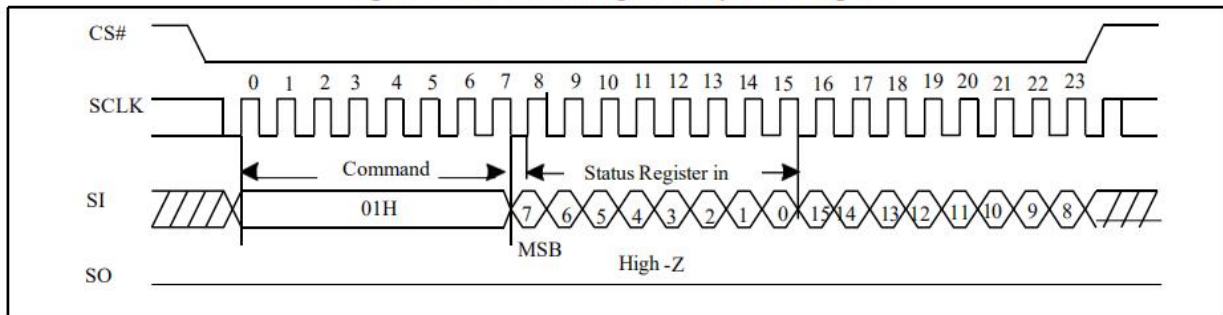 CS#
0 1 2 3 4 5 6 7 8 9 10 11 12 13 14 15 16 17 18 19 20 21 22 23
SCLK
Command Status Register in
SI 01H 7 6 5 4 3 2 1 0 15 14 13 12 11 10 9 8
MSB
High -Z
SO